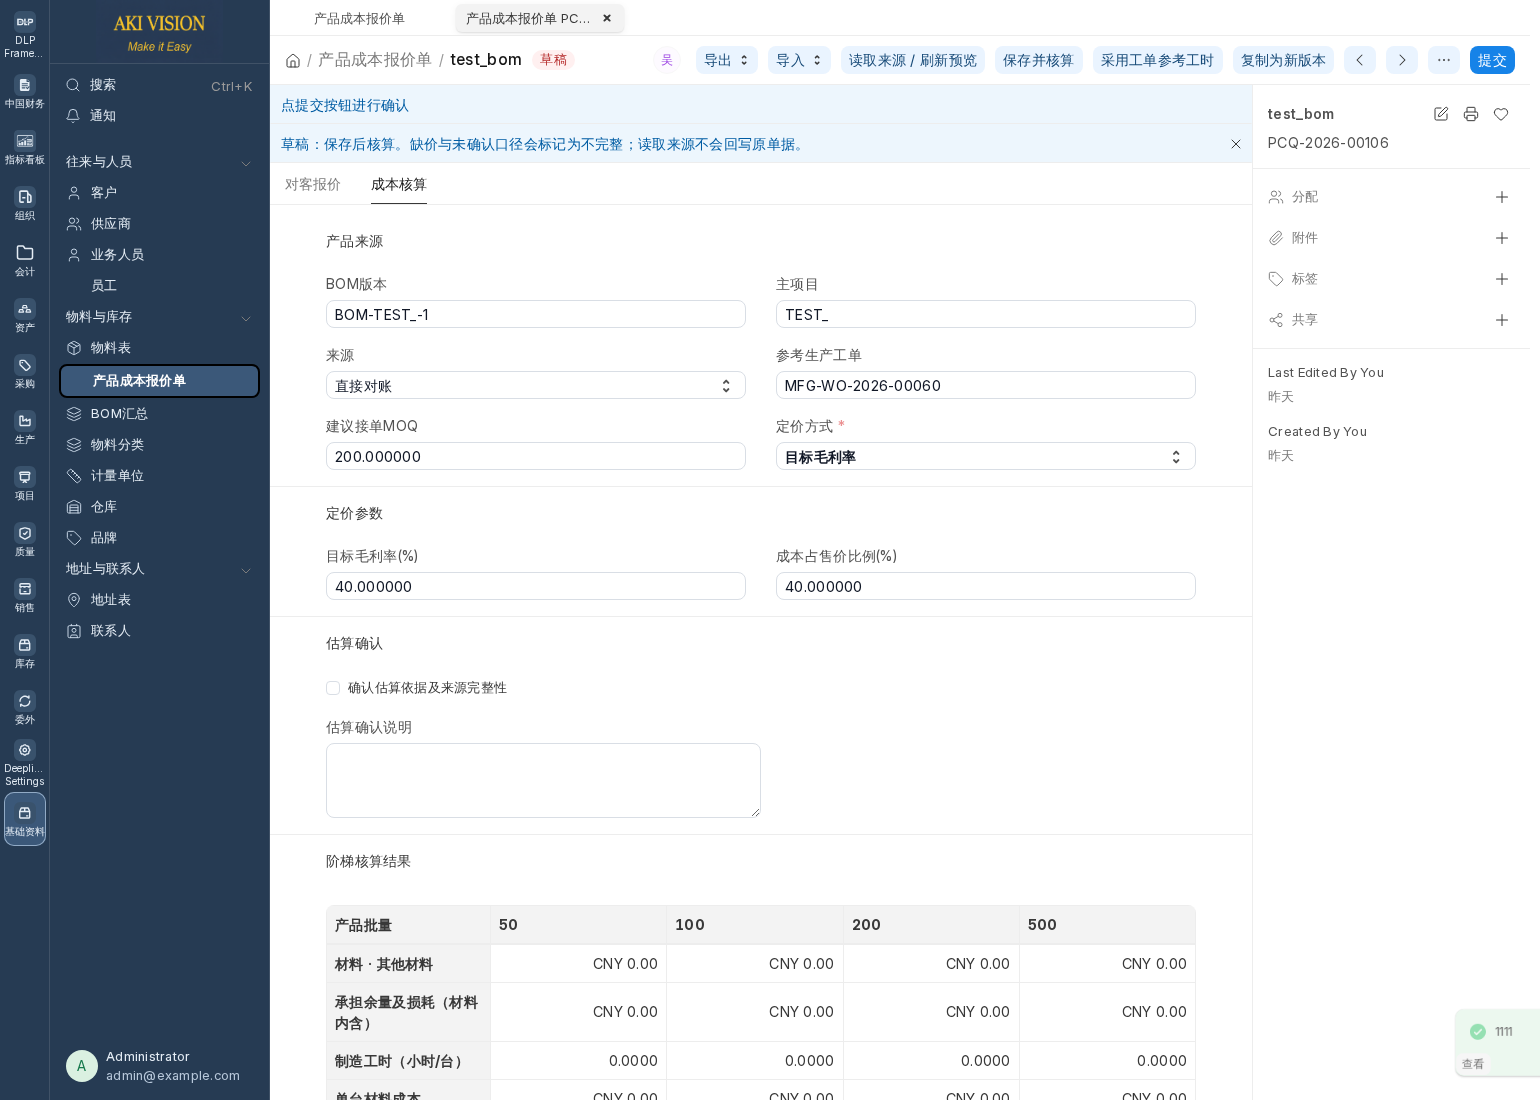 DLP
DLP
Frame...
中国财务
指标看板
组织
会计
资产
采购
生产
项目
质量
销售
库存
委外
Deepli...
Settings
基础资料
AKI VISION
Make it Easy
搜索 Ctrl+K
通知
往来与人员
客户
供应商
业务人员
员工
物料与库存
物料表
产品成本报价单
BOM汇总
物料分类
计量单位
仓库
品牌
地址与联系人
地址表
联系人
A
Administrator
admin@example.com
产品成本报价单 产品成本报价单 PC...
/ 产品成本报价单 / test_bom 草稿 吴 导出 导入 读取来源 / 刷新预览 保存并核算 采用工单参考工时 复制为新版本 ... 提交
点提交按钮进行确认
草稿：保存后核算。缺价与未确认口径会标记为不完整；读取来源不会回写原单据。
对客报价 成本核算
产品来源
BOM版本 主项目
BOM-TEST_-1 TEST_
来源 参考生产工单
直接对账 MFG-WO-2026-00060
建议接单MOQ 定价方式 *
200.000000 目标毛利率
定价参数
目标毛利率(%) 成本占售价比例(%)
40.000000 40.000000
估算确认
确认估算依据及来源完整性
估算确认说明
阶梯核算结果
产品批量 50 100 200 500
材料 · 其他材料 CNY 0.00 CNY 0.00 CNY 0.00 CNY 0.00
承担余量及损耗（材料
内含） CNY 0.00 CNY 0.00 CNY 0.00 CNY 0.00
制造工时（小时/台） 0.0000 0.0000 0.0000 0.0000
单台材料成本 CNY 0.00 CNY 0.00 CNY 0.00 CNY 0.00
test_bom
PCQ-2026-00106
分配
附件
标签
共享
Last Edited By You
昨天
Created By You
昨天
1111
查看